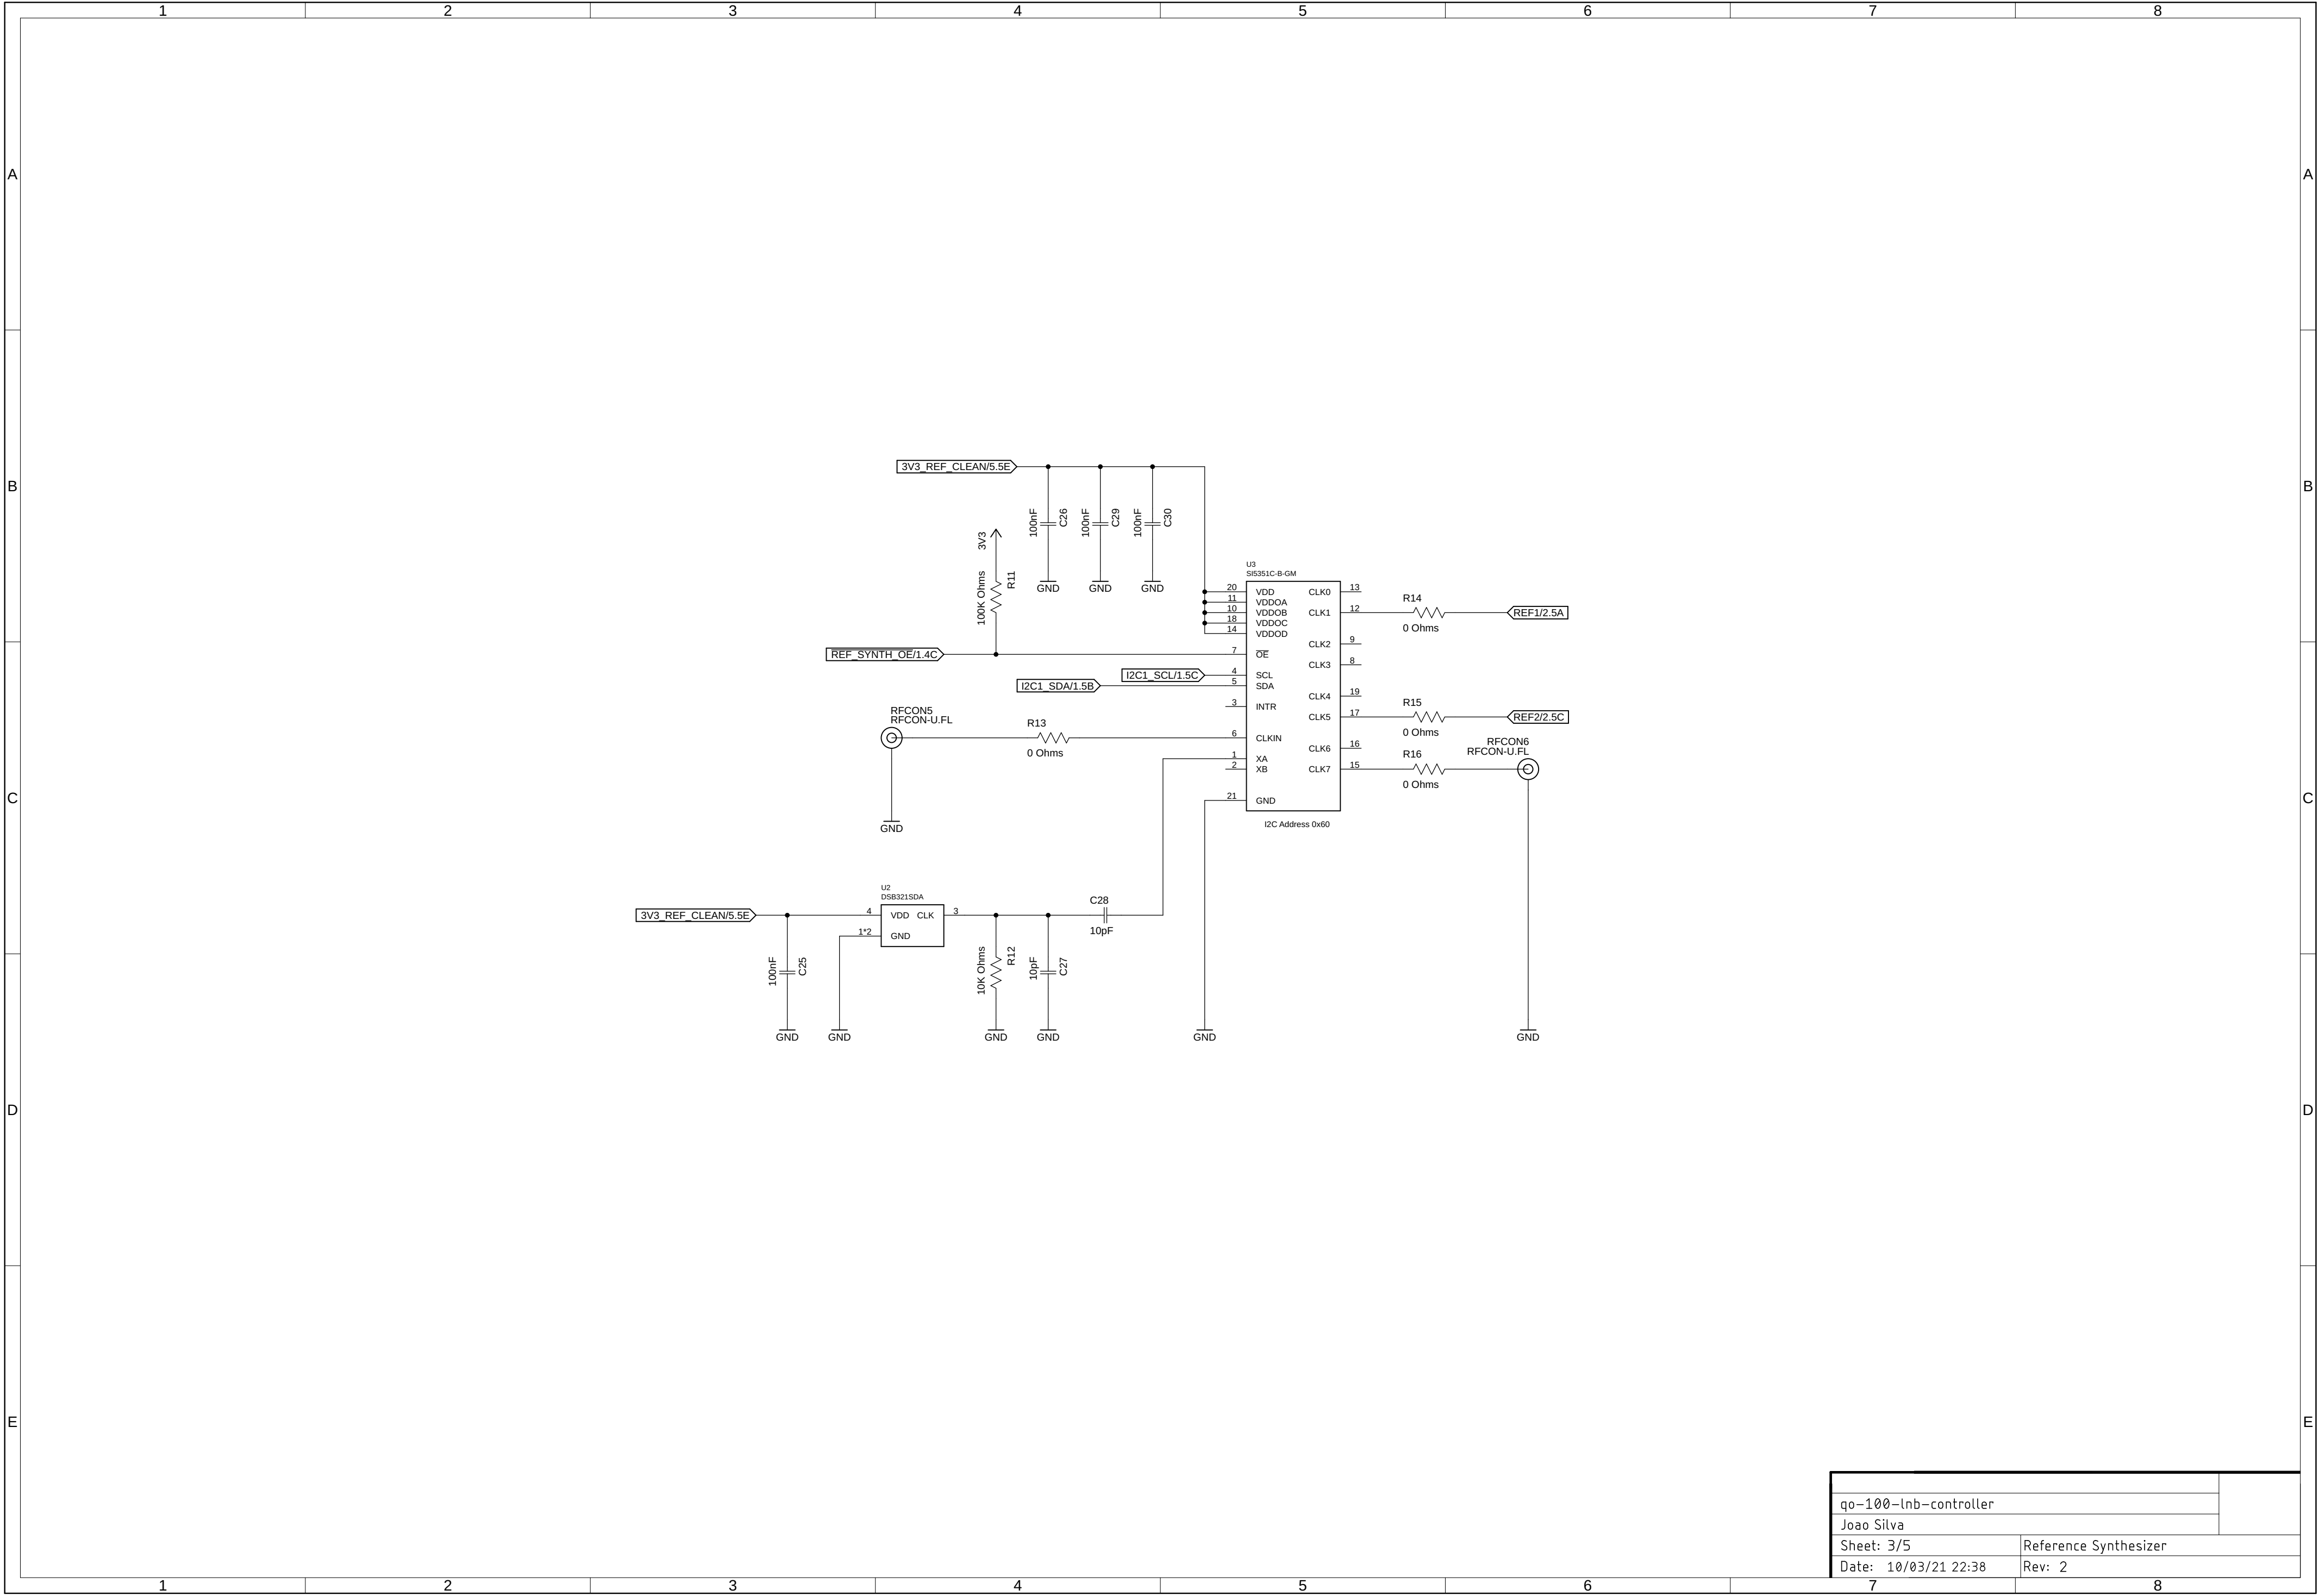 1 2 3 4 5 6 7 8
A A
B B
3V3_REF_CLEAN/5.5E
100nF C26 100nF C29 100nF C30
3V3
100K Ohms R11
GND GND GND
U3
SI5351C-B-GM
20 VDD CLK0 13
11 VDDOA
10 VDDOB CLK1 12
18 VDDOC
14 VDDOD
R14
0 Ohms
REF1/2.5A
REF_SYNTH_OE/1.4C
7 OE
CLK2 9
CLK3 8
I2C1_SCL/1.5C
4 SCL
I2C1_SDA/1.5B
5 SDA
CLK4 19
3 INTR
CLK5 17
R15
0 Ohms
REF2/2.5C
RFCON5
RFCON-U.FL
R13
0 Ohms
6 CLKIN
CLK6 16
1 XA
2 XB
CLK7 15
R16
0 Ohms
RFCON6
RFCON-U.FL
21 GND
I2C Address 0x60
GND
C C
U2
DSB321SDA
3V3_REF_CLEAN/5.5E
4 VDD CLK 3
1*2 GND
C28
10pF
100nF C25
10K Ohms R12
10pF C27
GND GND GND GND GND GND
D D
E E
qo-100-lnb-controller
Joao Silva
Sheet: 3/5 Reference Synthesizer
Date: 10/03/21 22:38 Rev: 2
1 2 3 4 5 6 7 8